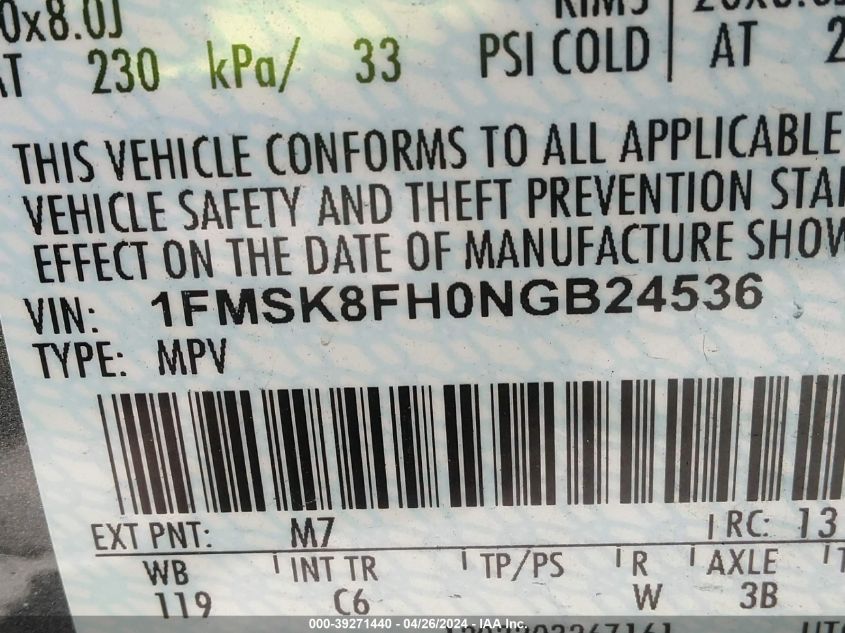 0x8.0J
AT 230 kPa/ 33 PSI COLD AT 2
THIS VEHICLE CONFORMS TO ALL APPLICABLE
VEHICLE SAFETY AND THEFT PREVENTION STA
EFFECT ON THE DATE OF MANUFACTURE SHOW
VIN: 1FMSK8FH0NGB24536
TYPE: MPV
EXT PNT: M7 RC: 13
WB INT TR TP/PS R AXLE T
119 C6 W 3B
000-39271440 - 04/26/2024 - IAA Inc.